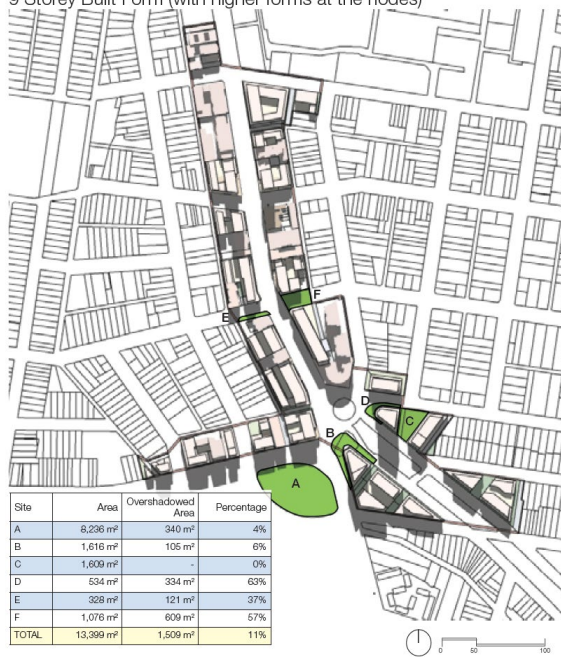 9 Storey Built Form (with higher forms at the nodes)
F
E
D
C
B
A
Site Area Overshadowed Area Percentage
A 8,236 m² 340 m² 4%
B 1,616 m² 105 m² 6%
C 1,609 m² - 0%
D 534 m² 334 m² 63%
E 328 m² 121 m² 37%
F 1,076 m² 609 m² 57%
TOTAL 13,399 m² 1,509 m² 11%
0 50 100